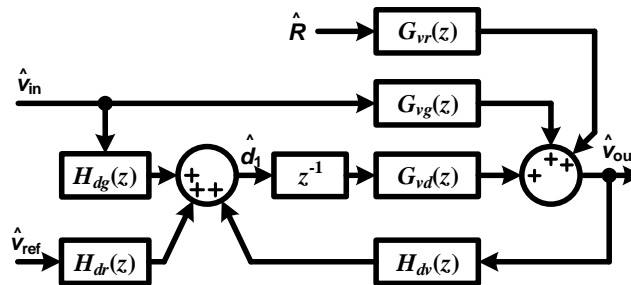 R̂ G_vr(z)
v̂_in G_vg(z)
H_dg(z) + + + d̂_1 z^-1 G_vd(z) + + + v̂_ou
v̂_ref H_dr(z) H_dv(z)